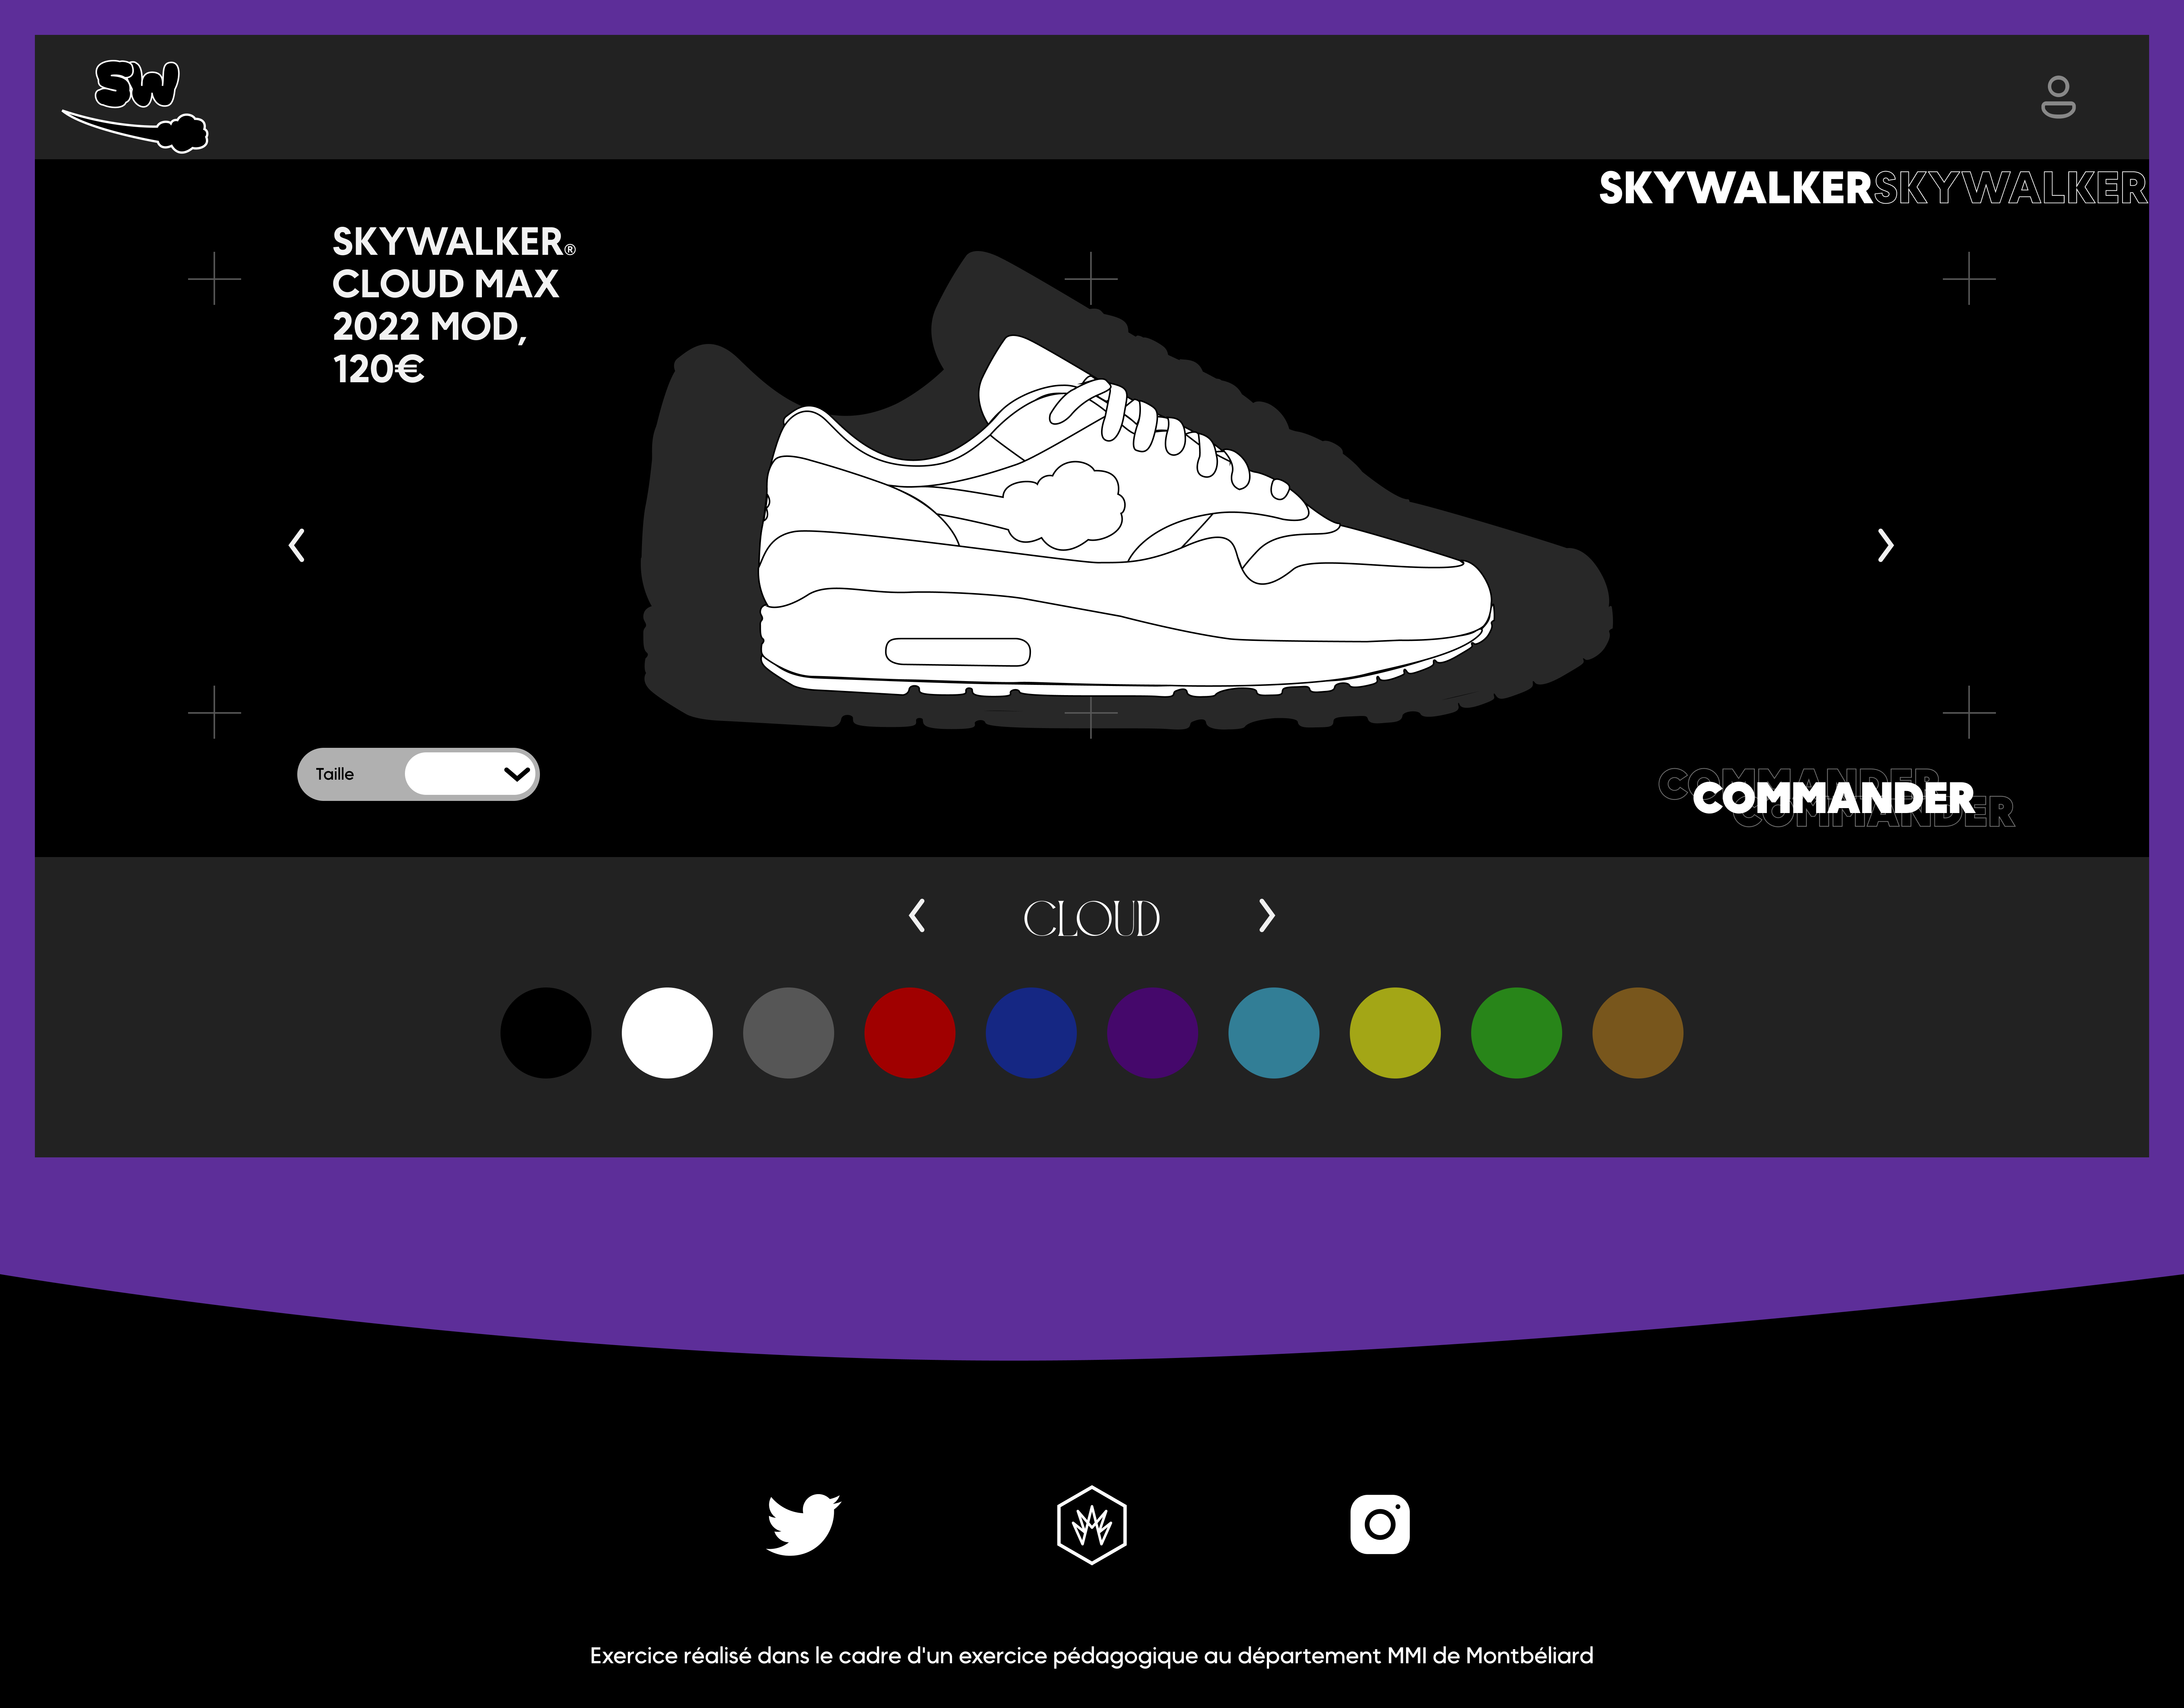 SW
SKYWALKERSKYWALKER
SKYWALKER®
CLOUD MAX
2022 MOD,
120€
Taille
COMMANDER
COMMANDER
COMMANDER
CLOUD
Exercice réalisé dans le cadre d'un exercice pédagogique au département MMI de Montbéliard